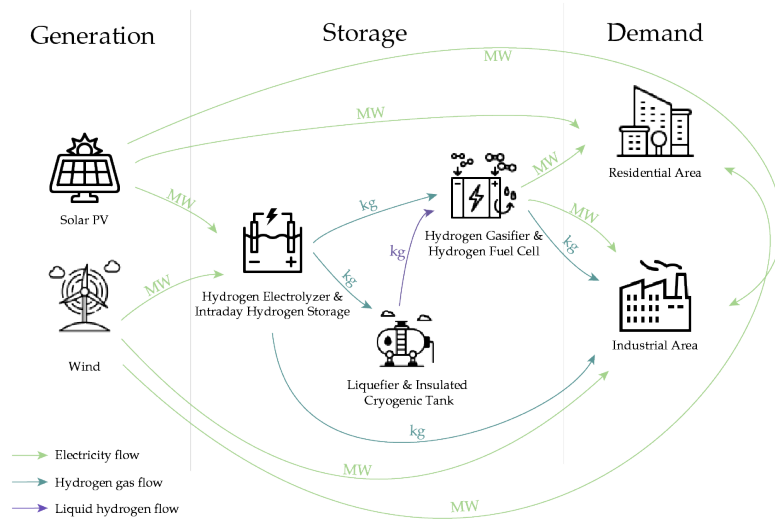 Generation
Storage
Demand
MW
MW
Residential Area
MW
MW
Solar PV
kg
MW
kg
Hydrogen Gasifier &
Hydrogen Fuel Cell
kg
kg
MW
Hydrogen Electrolyzer &
Intraday Hydrogen Storage
Industrial Area
Wind
Liquefier & Insulated
Cryogenic Tank
kg
MW
MW
Electricity flow
Hydrogen gas flow
Liquid hydrogen flow
- +
- +